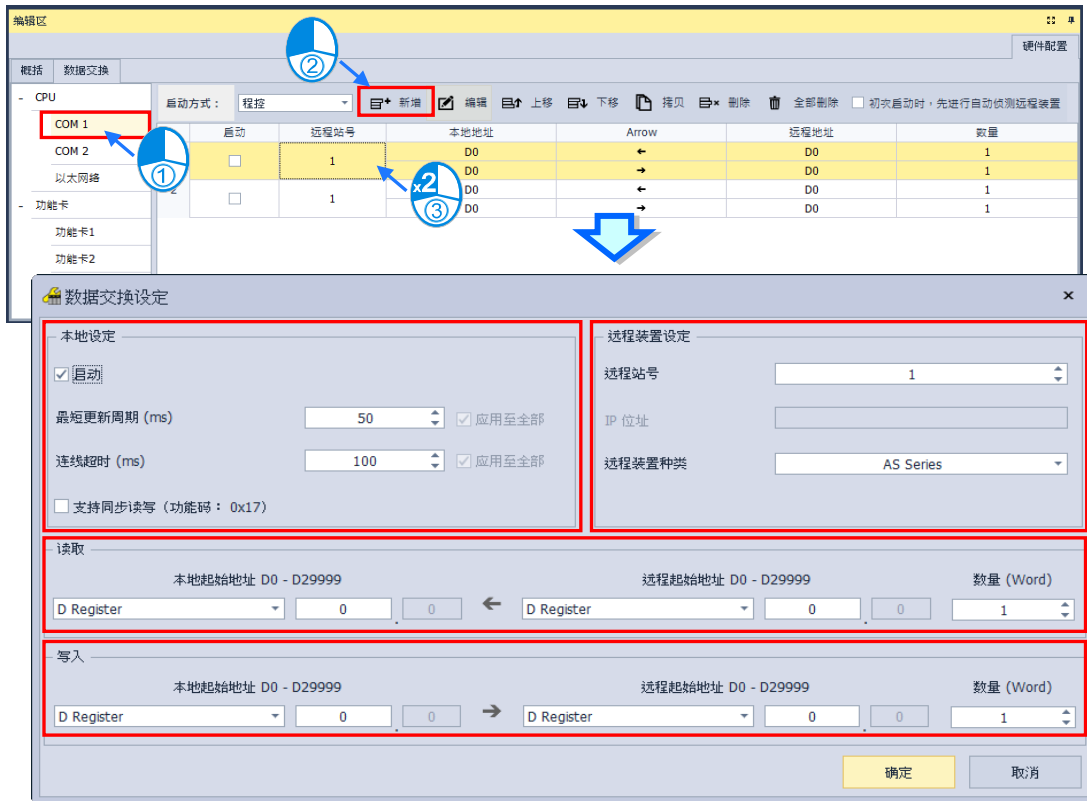 编辑区
硬件配置
概括 数据交换
- CPU
COM 1
COM 2
以太网络
- 功能卡
功能卡1
功能卡2
启动方式： 程控 新增 编辑 上移 下移 拷贝 删除 全部删除 初次启动时，先进行自动侦测远程装置
启动 远程站号 本地地址 Arrow 远程地址 数量
1 D0 ← D0 1
D0 → D0 1
2 1 D0 ← D0 1
D0 → D0 1
①
②
x2
③
数据交换设定
本地设定
启动
最短更新周期 (ms) 50 应用至全部
连线超时 (ms) 100 应用至全部
支持同步读写（功能码： 0x17）
远程装置设定
远程站号 1
IP 位址
远程装置种类 AS Series
读取
本地起始地址 D0 - D29999 远程起始地址 D0 - D29999 数量 (Word)
D Register 0 . 0 ← D Register 0 . 0 1
写入
本地起始地址 D0 - D29999 远程起始地址 D0 - D29999 数量 (Word)
D Register 0 . 0 → D Register 0 . 0 1
确定 取消